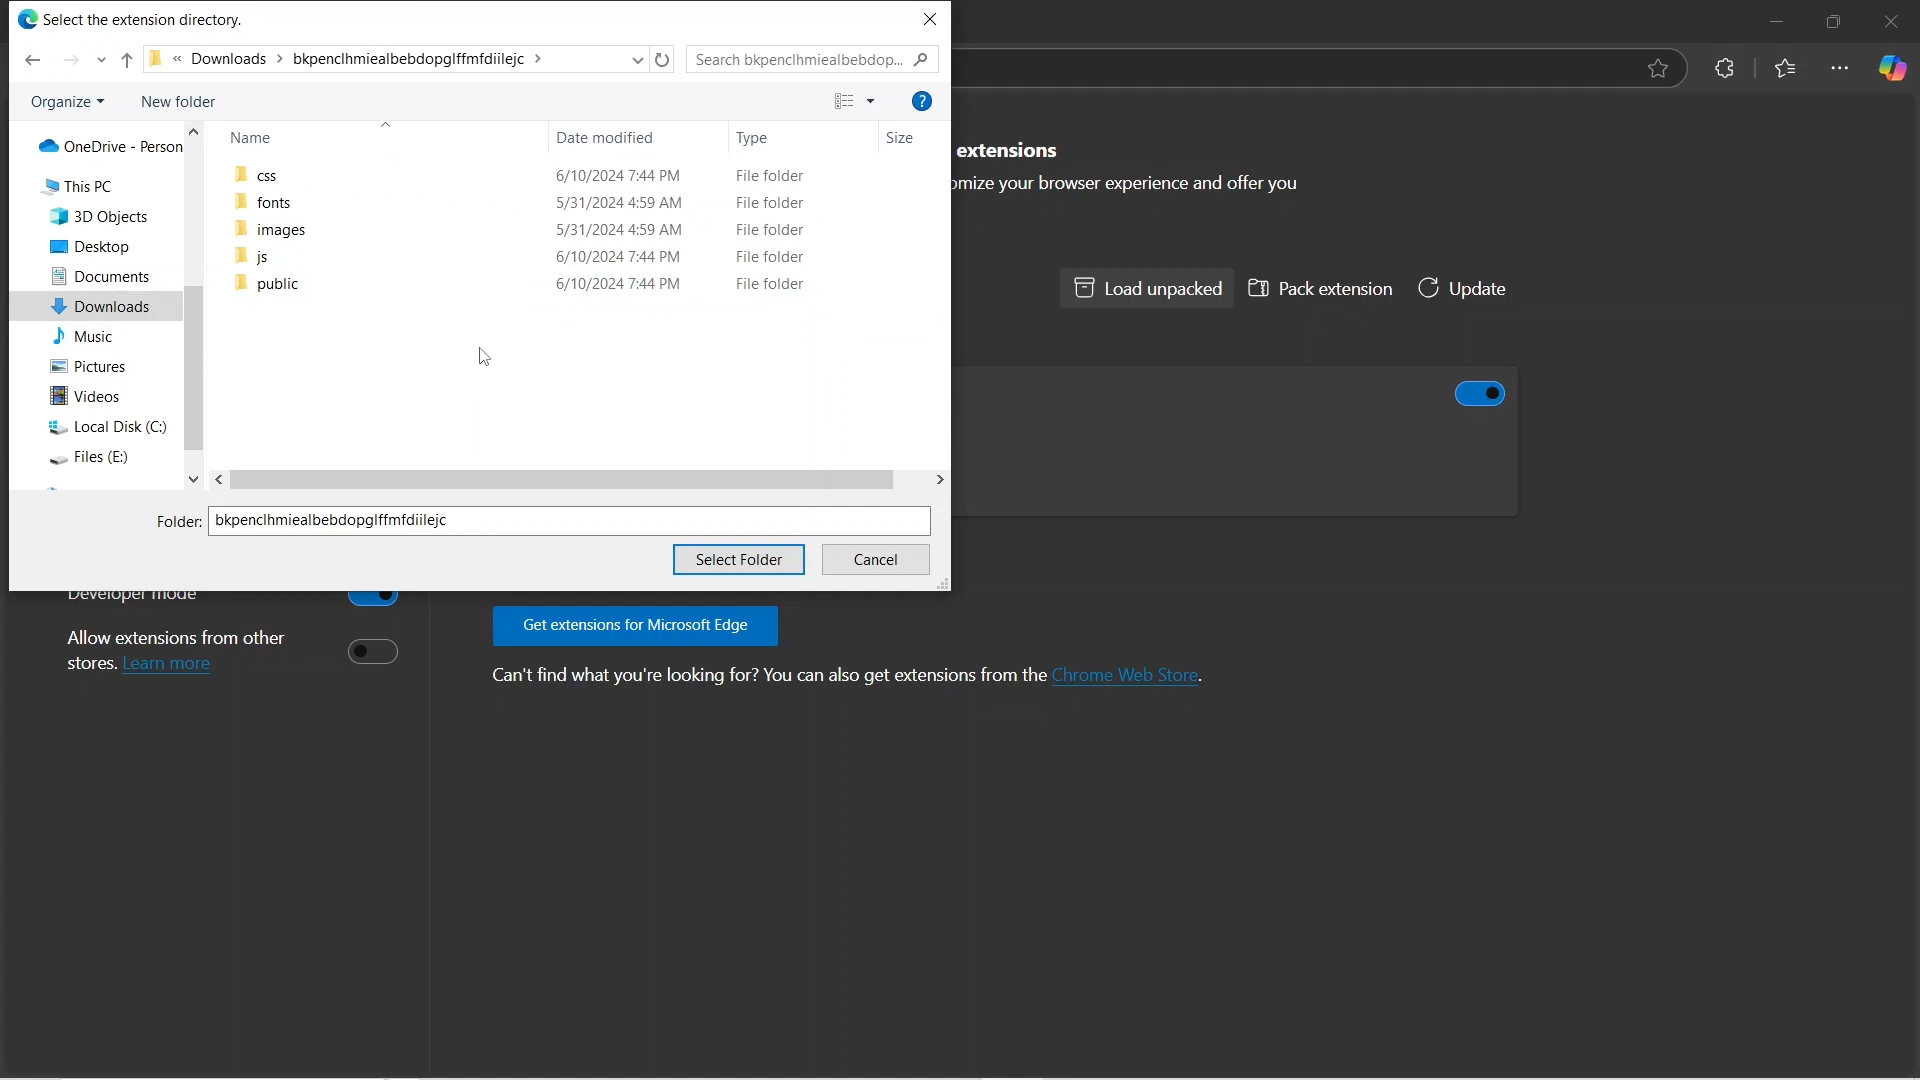 Select the extension directory.
« Downloads > bkpenclhmiealbebdopglffmfdiilejc >
Search bkpenclhmiealbebdop...
Organize
New folder
Name
Date modified
Type
Size
OneDrive - Person
This PC
3D Objects
Desktop
Documents
Downloads
Music
Pictures
Videos
Local Disk (C:)
Files (E:)
css 6/10/2024 7:44 PM File folder
fonts 5/31/2024 4:59 AM File folder
images 5/31/2024 4:59 AM File folder
js 6/10/2024 7:44 PM File folder
public 6/10/2024 7:44 PM File folder
Folder: bkpenclhmiealbebdopglffmfdiilejc
Select Folder
Cancel
extensions
omize your browser experience and offer you
Load unpacked
Pack extension
Update
Developer mode
Allow extensions from other
stores. Learn more
Get extensions for Microsoft Edge
Can't find what you're looking for? You can also get extensions from the Chrome Web Store.